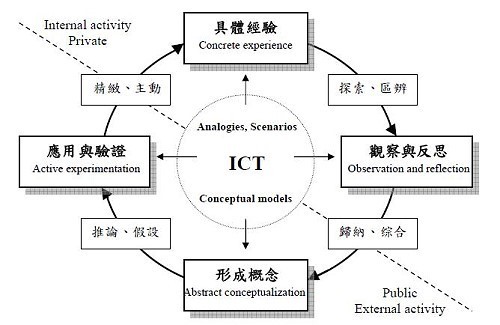 Internal activity
Private
具體經驗
Concrete experience
精緻、主動
探索、區辨
Analogies, Scenarios
應用與驗證
Active experimentation
ICT
觀察與反思
Observation and reflection
Conceptual models
推論、假設
歸納、综合
形成概念
Abstract conceptualization
Public
External activity